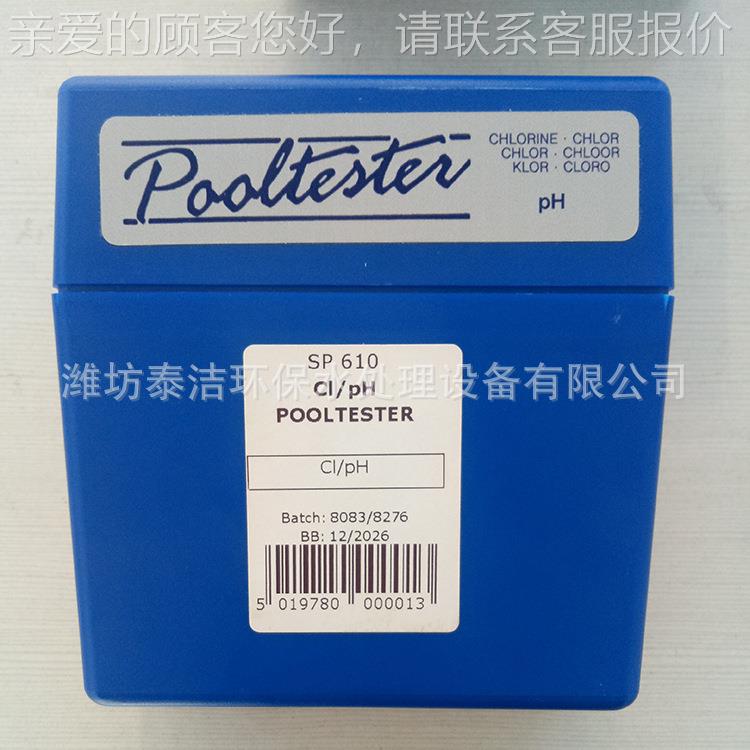 亲爱的顾客您好，请联系客服报价
Pooltester
CHLORINE · CHLOR
CHLOR · CHLOOR
KLOR · CLORO
pH
SP 610
潍坊泰洁环保水处理设备有限公司
Cl/pH
POOLTESTER
Cl/pH
Batch: 8083/8276
BB: 12/2026
5 019780 000013